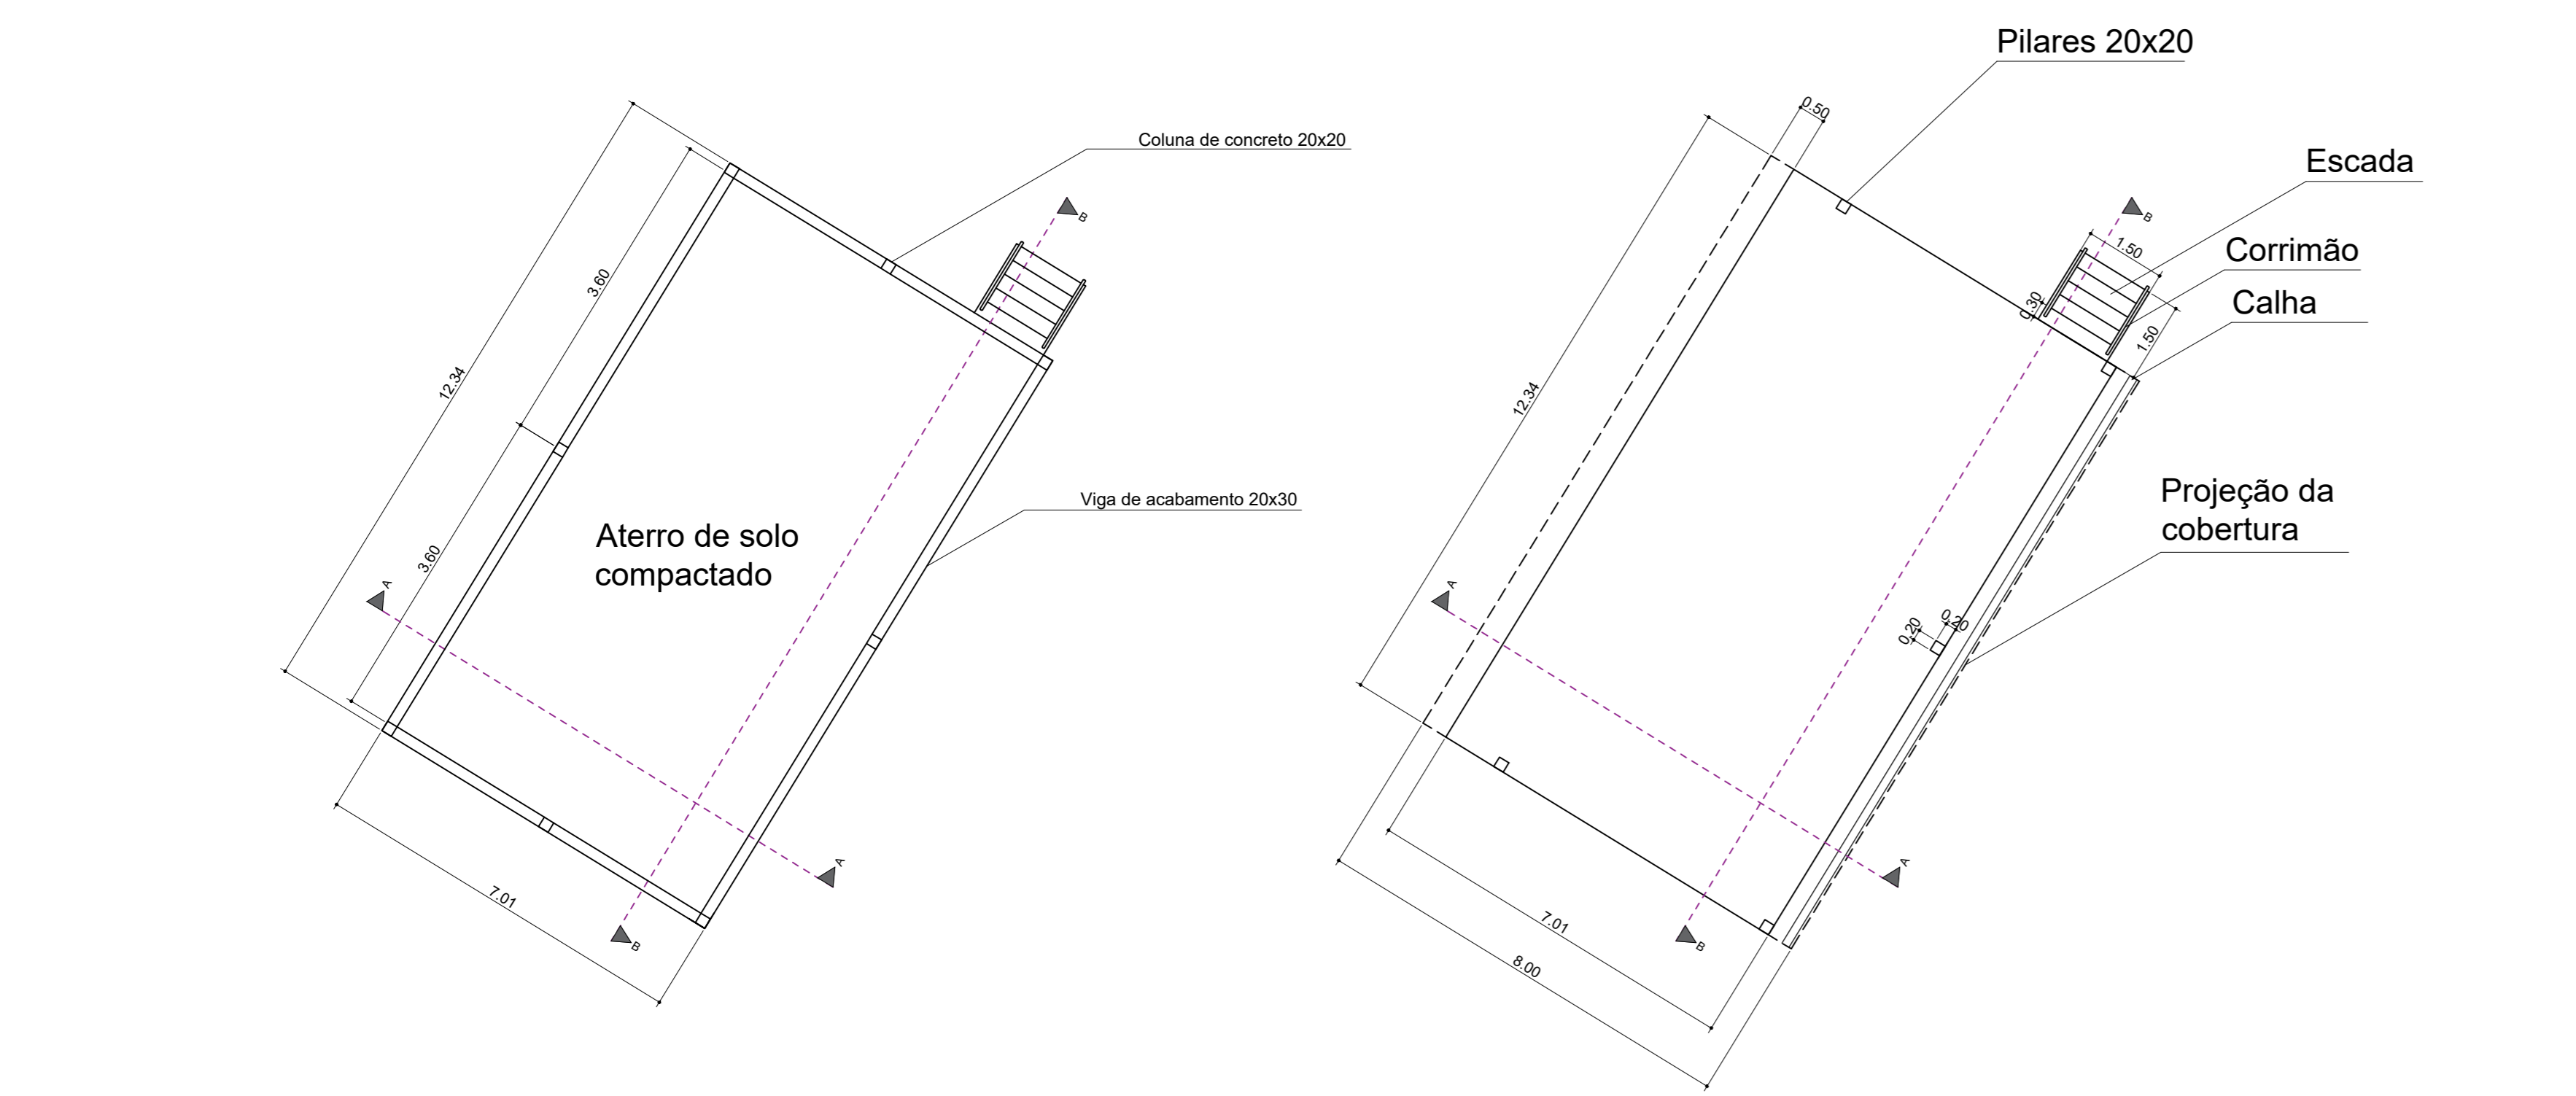 Coluna de concreto 20x20
B
3.60
12.34
Viga de acabamento 20x30
Aterro de solo
compactado
3.60
A
A
7.01
B
Pilares 20x20
0.50
Escada
B
1.50
Corrimão
0.30
Calha
1.50
12.34
Projeção da
cobertura
A
0.20
0.20
A
7.01
B
8.00